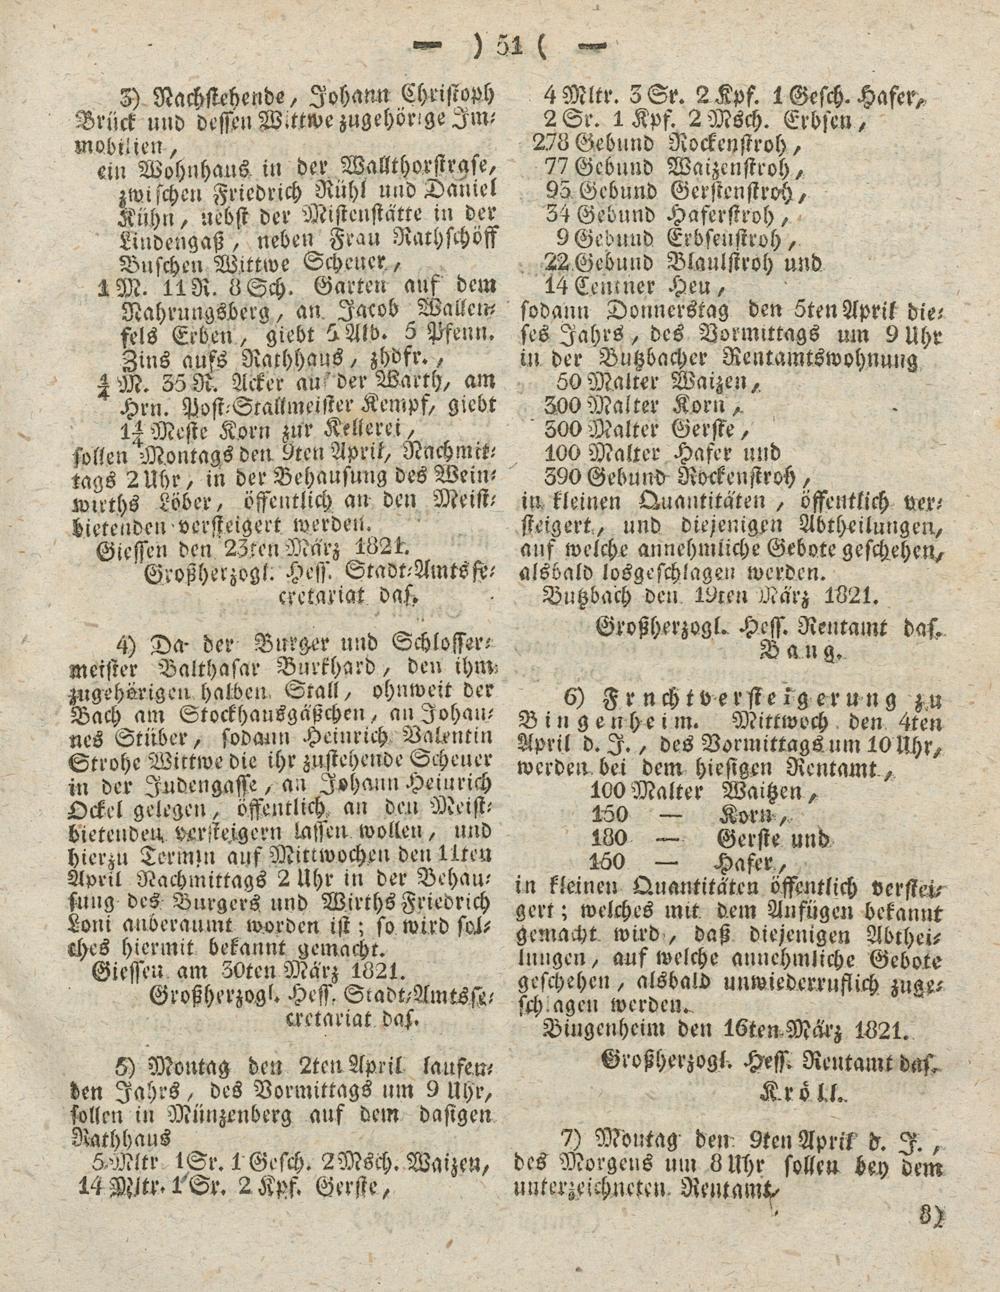 — ) 51 ( —
3) Nachstehende, Johann Christoph
Brück und dessen Wittwe zugehörige Im-
mobilien,
ein Wohnhaus in der Wallthorstrase,
zwischen Friedrich Rühl und Daniel
Kühn, nebst der Mistenstätte in der
Lindengaß, neben Frau Rathschöff
Buschen Wittwe Scheuer,
1 M. 11 R. 8 Sch. Garten auf dem
Nahrungsberg, an Jacob Wallen-
fels Erben, giebt 5 Alb. 5 Pfenn.
Zins aufs Rathhaus, zhdfr.,
¼ M. 35 R. Acker an der Warth, am
Hrn. Post-Stallmeister Kempf, giebt
1¼ Meste Korn zur Kellerei,
sollen Montags den 9ten April, Nachmit-
tags 2 Uhr, in der Behausung des Wein-
wirths Löber, öffentlich an den Meist-
bietenden versteigert werden.
Giessen den 23ten März 1821.
Großherzogl. Hess. Stadt-Amtsse-
cretariat das.
4) Da der Burger und Schlosser-
meister Balthasar Burkhard, den ihm
zugehörigen halben Stall, ohnweit der
Bach am Stockhausgäßchen, an Johan-
nes Stüber, sodann Heinrich Valentin
Strohe Wittwe die ihr zustehende Scheuer
in der Judengasse, an Johann Heinrich
Ockel gelegen, öffentlich an den Meist-
bietenden versteigern lassen wollen, und
hierzu Termin auf Mittwochen den 11ten
April Nachmittags 2 Uhr in der Behau-
sung des Burgers und Wirths Friedrich
Loni anberaumt worden ist; so wird sol-
ches hiermit bekannt gemacht.
Giessen am 30ten März 1821.
Großherzogl. Hess. Stadt-Amtsse-
cretariat das.
5) Montag den 2ten April laufen-
den Jahrs, des Vormittags um 9 Uhr,
sollen in Münzenberg auf dem dasigen
Rathhaus
5 Mltr 1 Sr. 1 Gesch. 2 Msch. Waizen,
14 Mltr. 1 Sr. 2 Kpf. Gerste,
4 Mltr. 3 Sr. 2 Kpf. 1 Gesch. Hafer,
2 Sr. 1 Kpf. 2 Msch. Erbsen,
278 Gebund Rockenstroh,
77 Gebund Waizenstroh,
95 Gebund Gerstenstroh,
34 Gebund Haferstroh,
9 Gebund Erbsenstroh,
22 Gebund Blaulstroh und
14 Centner Heu,
sodann Donnerstag den 5ten April die-
ses Jahrs, des Vormittags um 9 Uhr
in der Butzbacher Rentamtswohnung
50 Malter Waizen,
300 Malter Korn,
300 Malter Gerste,
100 Malter Hafer und
390 Gebund Rockenstroh,
in kleinen Quantitäten, öffentlich ver-
steigert, und diejenigen Abtheilungen,
auf welche annehmliche Gebote geschehen,
alsbald losgeschlagen werden.
Butzbach den 19ten März 1821.
Großherzogl. Hess. Rentamt das.
Bang.
6) Fruchtversteigerung zu
Bingenheim. Mittwoch den 4ten
April d. J., des Vormittags um 10 Uhr,
werden bei dem hiesigen Rentamt,
100 Malter Waitzen,
150 — Korn,
180 — Gerste und
150 — Hafer,
in kleinen Quantitäten öffentlich verstei-
gert; welches mit dem Anfügen bekannt
gemacht wird, daß diejenigen Abthei-
lungen, auf welche annehmliche Gebote
geschehen, alsbald unwiederruflich zuge-
schlagen werden.
Bingenheim den 16ten März 1821.
Großherzogl. Hess. Rentamt das.
Kröll.
7) Montag den 9ten April d. J.,
des Morgens um 8 Uhr sollen bey dem
unterzeichneten Rentamt,
8)